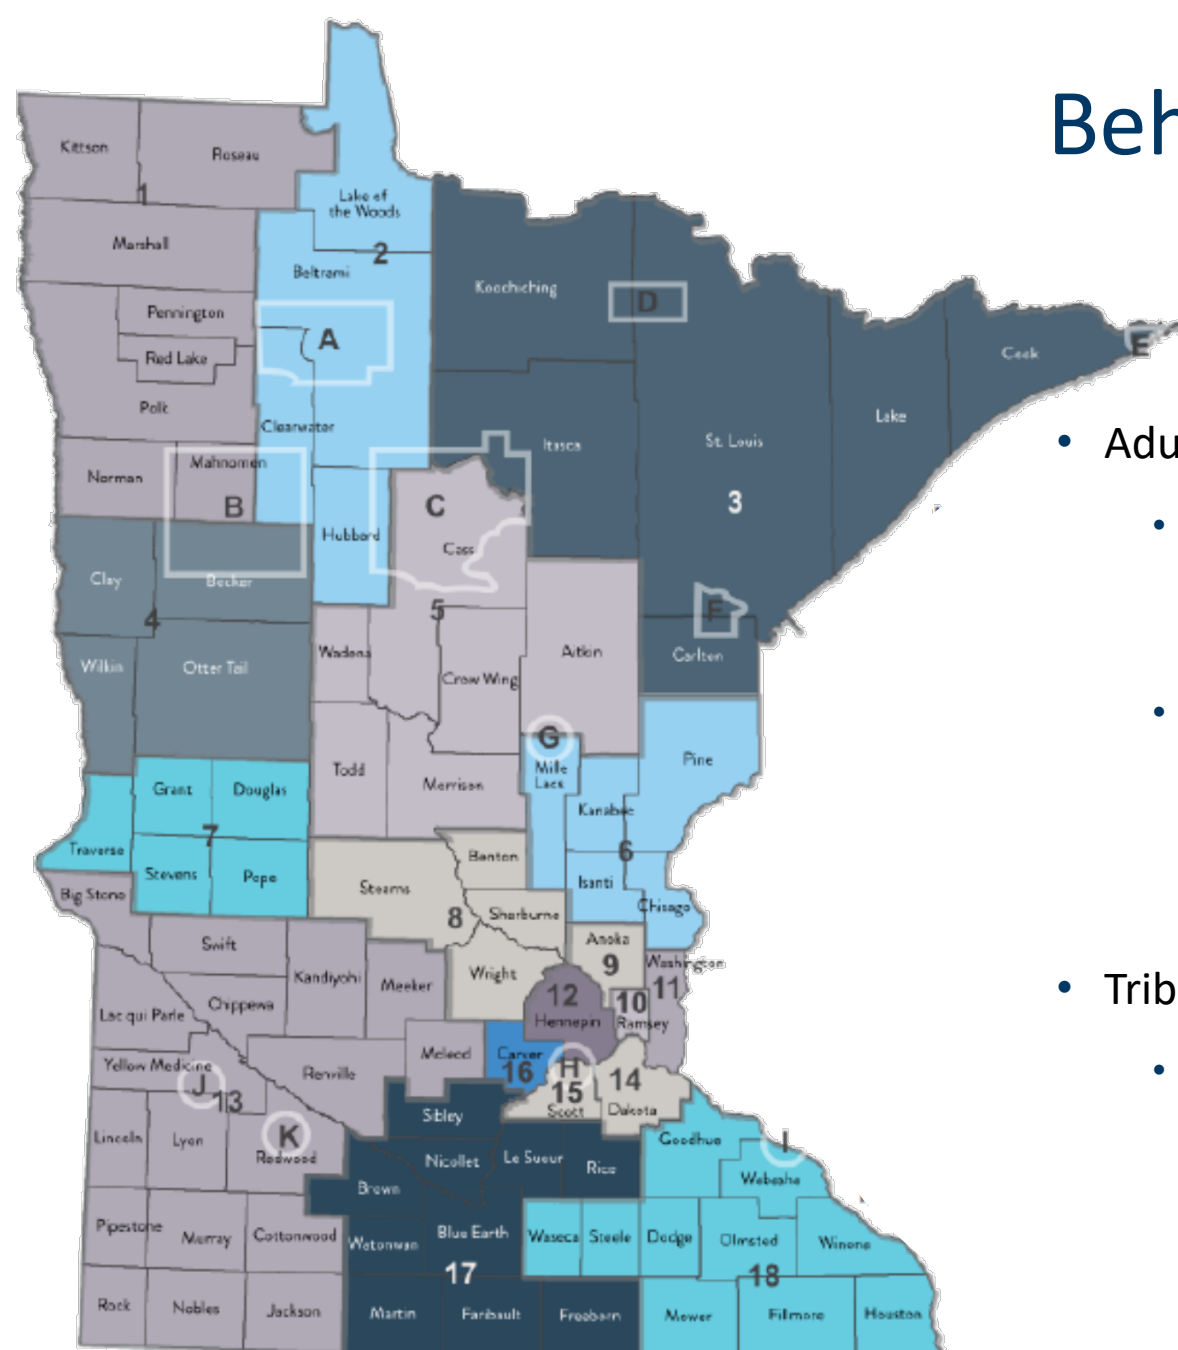 Beh
Kittson
Roseau
1
Lake of
the Woods
2
Marshall
Beltrami
Koochiching
D
Pennington
A
E
Red Lake
Cook
Polk
Clearwater
Lake
Itasca
St. Louis
• Adu
Norman
Mahnomen
B
C
3
•
Hubbard
Cass
Clay
Becker
4
5
F
Wilkin
Otter Tail
Wadena
Crow Wing
Aitkin
Carlton
•
G
Todd
Mille
Lacs
Pine
Grant
Douglas
Morrison
Kanabec
7
6
Traverse
Stevens
Pope
Benton
Isanti
Big Stone
Stearns
Sherburne
Chisago
8
Swift
Anoka
9
Washington
Kandiyohi
Meeker
Wright
• Trib
Lac qui Parle
Chippewa
12
10
11
Hennepin
Ramsey
Yellow Medicine
Renville
Mcleod
Carver
16
H
15
14
•
J
13
Scott
Dakota
Sibley
Lincoln
Lyon
K
Redwood
Nicollet
Le Sueur
Rice
Goodhue
I
Brown
Wabasha
Pipestone
Murray
Cottonwood
Watonwan
Blue Earth
Waseca
Steele
Dodge
Olmsted
Winona
17
18
Rock
Nobles
Jackson
Martin
Faribault
Freeborn
Mower
Fillmore
Houston